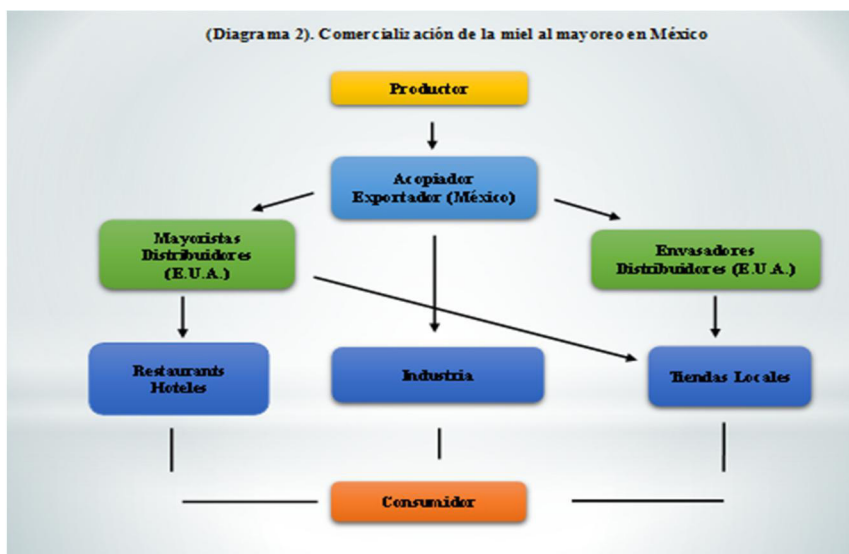 (Diagrama 2). Comercialización de la miel al mayoreo en México
Productor
Acopiador
Exportador (México)
Mayoristas
Distribuidores
(E.U.A.)
Envasadores
Distribuidores (E.U.A.)
Restaurants
Hoteles
Industria
Tiendas Locales
Consumidor